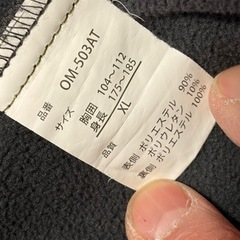 品番 OM-503AT
サイズ
胸囲 104〜112
身長 175〜185
XL
品質
表側 ポリエステル 90%
ポリウレタン 10%
裏側 ポリエステル 100%